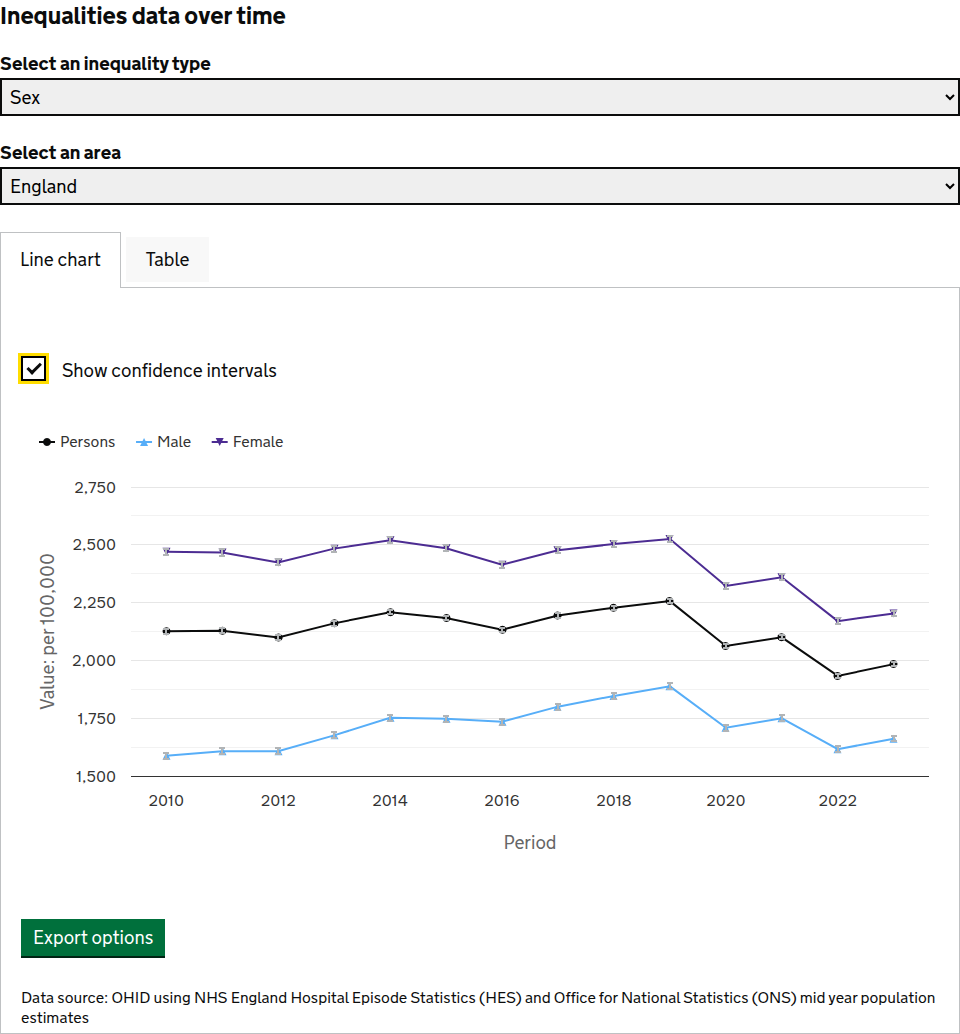 Inequalities data over time
Select an inequality type
Sex
Select an area
England
Line chart
Table
Show confidence intervals
Persons Male Female
2,750
2,500
2,250
2,000
1,750
1,500
Value: per 100,000
2010 2012 2014 2016 2018 2020 2022
Period
Export options
Data source: OHID using NHS England Hospital Episode Statistics (HES) and Office for National Statistics (ONS) mid year population
estimates